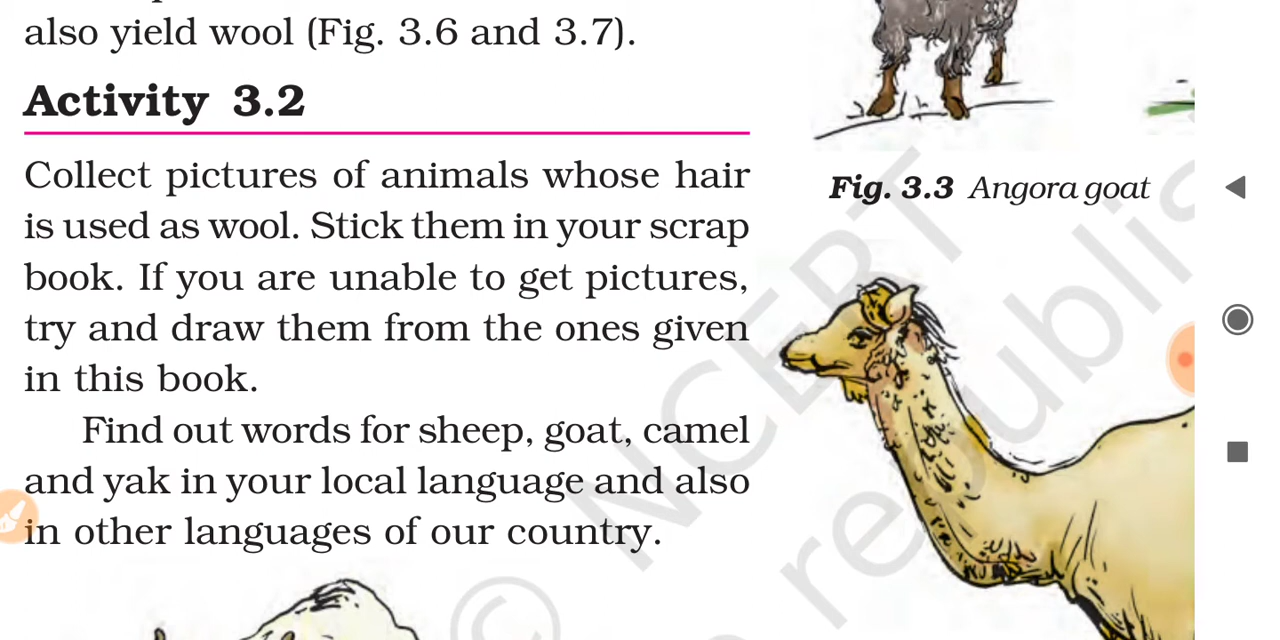 also yield wool (Fig. 3.6 and 3.7).
Activity 3.2
Collect pictures of animals whose hair
is used as wool. Stick them in your scrap
book. If you are unable to get pictures,
try and draw them from the ones given
in this book.
Find out words for sheep, goat, camel
and yak in your local language and also
in other languages of our country.
Fig. 3.3 Angora goat
© NCERT
republis